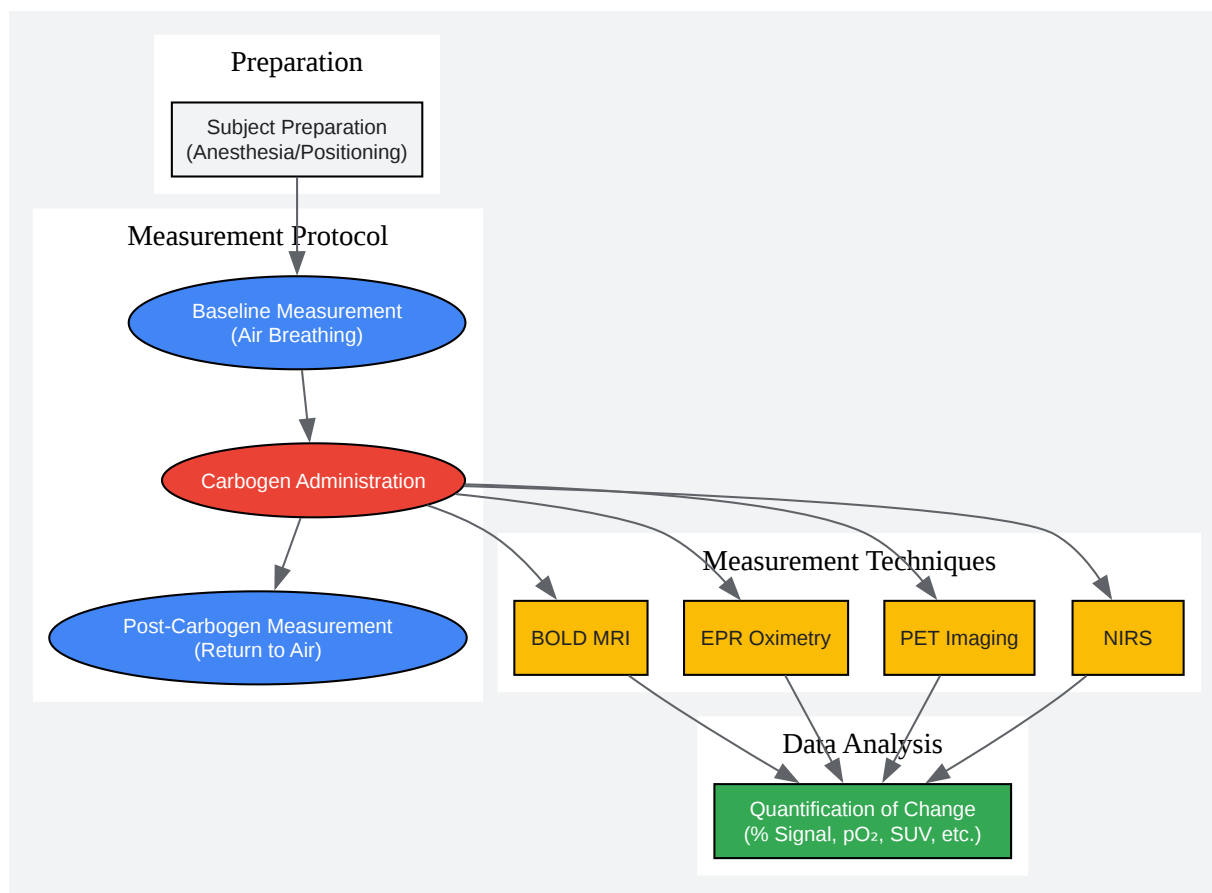 Preparation
Subject Preparation
(Anesthesia/Positioning)
Measurement Protocol
Baseline Measurement
(Air Breathing)
Carbogen Administration
Post-Carbogen Measurement
(Return to Air)
Measurement Techniques
BOLD MRI
EPR Oximetry
PET Imaging
NIRS
Data Analysis
Quantification of Change
(% Signal, pO₂, SUV, etc.)